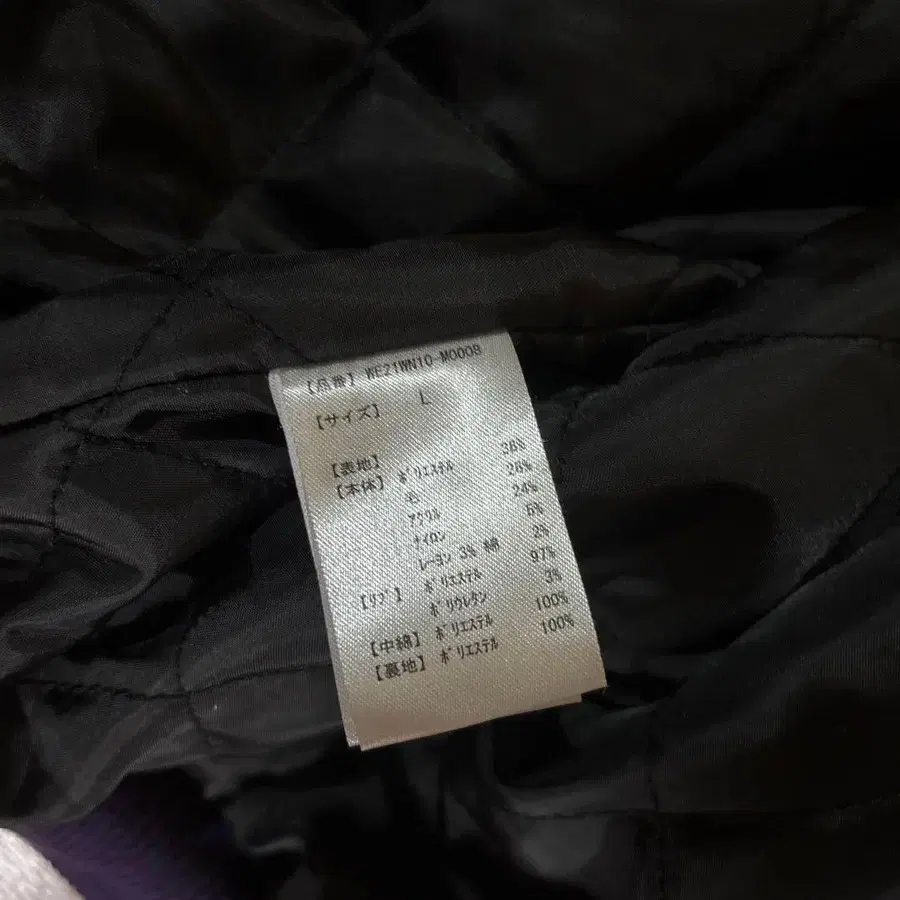 【品番】 WE21WN10-M0008
【サイズ】 L
【表地】
【本体】 ポリエステル 36%
毛 26%
アクリル 24%
ナイロン 6%
レーヨン 3% 綿 2%
【リブ】 ポリエステル 97%
ポリウレタン 3%
【中綿】 ポリエステル 100%
【裏地】 ポリエステル 100%